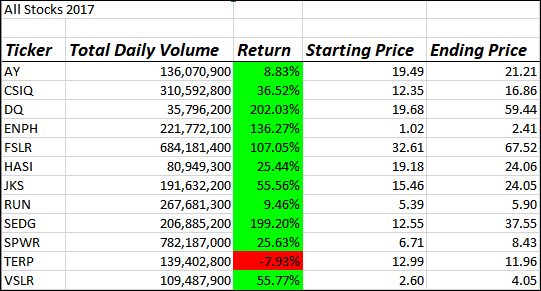 All Stocks 2017
Ticker Total Daily Volume Return Starting Price Ending Price
AY 136,070,900 8.83% 19.49 21.21
CSIQ 310,592,800 36.52% 12.35 16.86
DQ 35,796,200 202.03% 19.68 59.44
ENPH 221,772,100 136.27% 1.02 2.41
FSLR 684,181,400 107.05% 32.61 67.52
HASI 80,949,300 25.44% 19.18 24.06
JKS 191,632,200 55.56% 15.46 24.05
RUN 267,681,300 9.46% 5.39 5.90
SEDG 206,885,200 199.20% 12.55 37.55
SPWR 782,187,000 25.63% 6.71 8.43
TERP 139,402,800 -7.93% 12.99 11.96
VSLR 109,487,900 55.77% 2.60 4.05